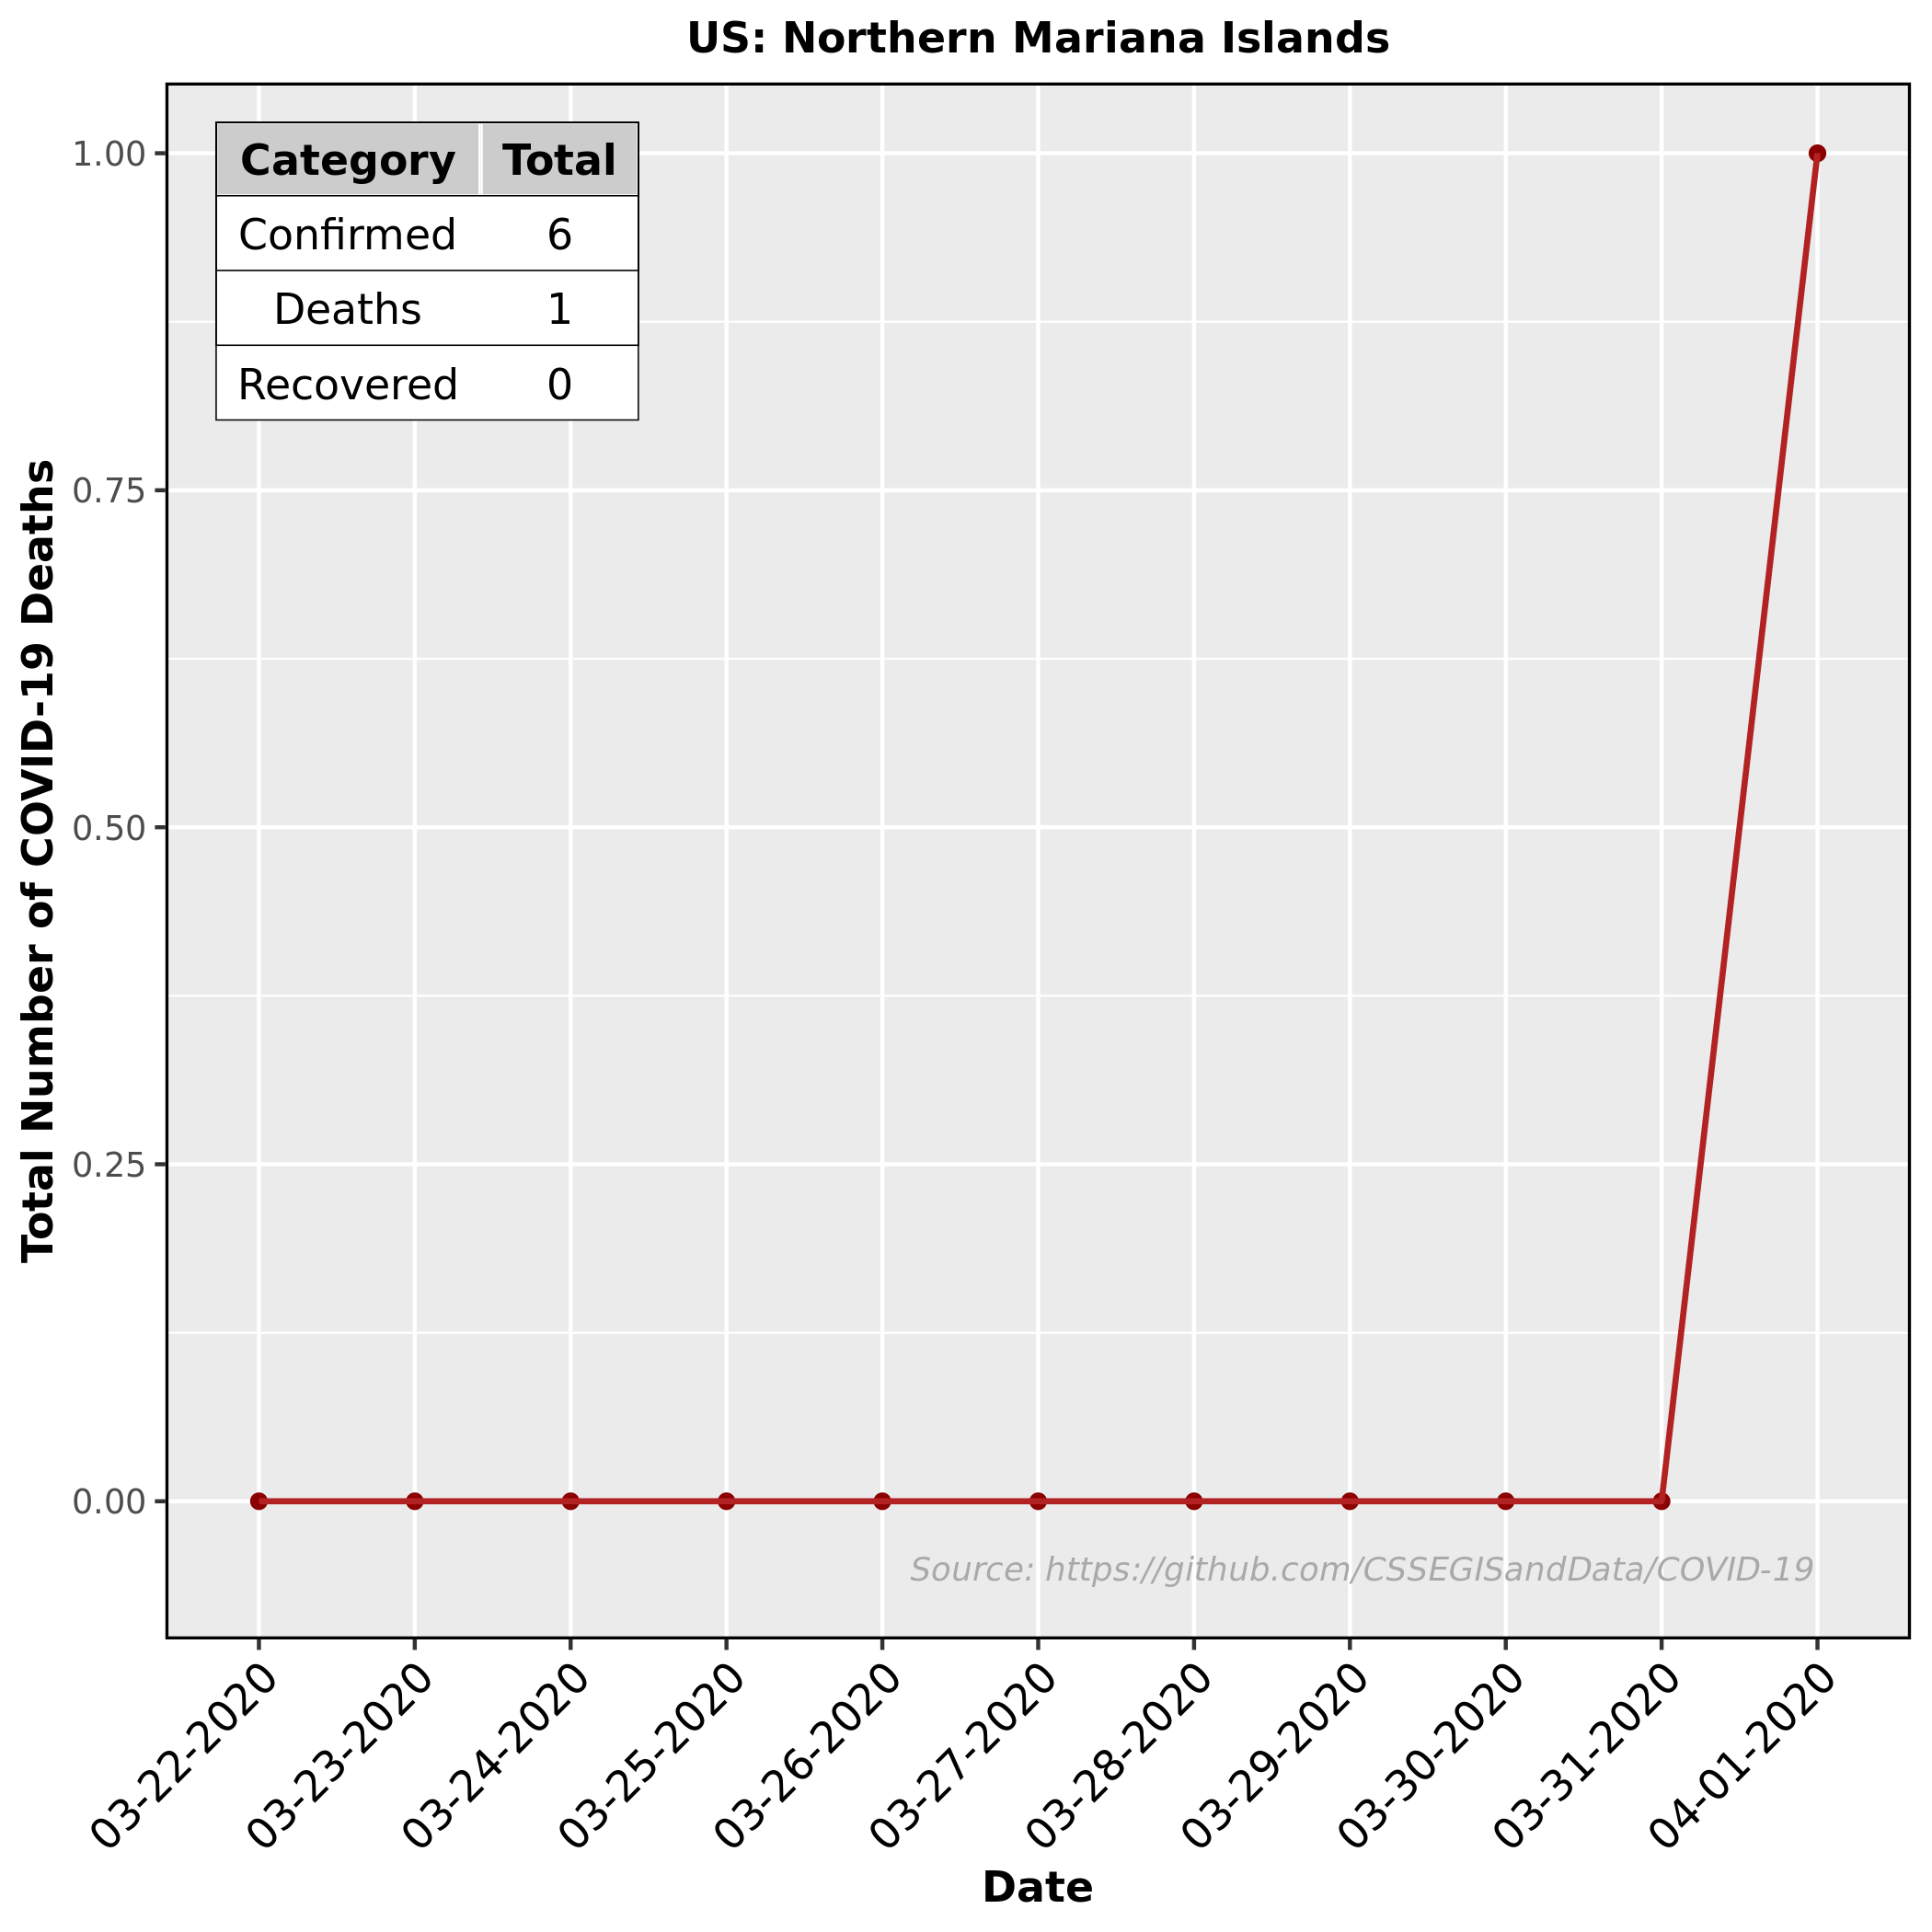 US: Northern Mariana Islands
Category Total
Confirmed 6
Deaths 1
Recovered 0
Total Number of COVID-19 Deaths
1.00
0.75
0.50
0.25
0.00
Source: https://github.com/CSSEGISandData/COVID-19
03-22-2020
03-23-2020
03-24-2020
03-25-2020
03-26-2020
03-27-2020
03-28-2020
03-29-2020
03-30-2020
03-31-2020
04-01-2020
Date